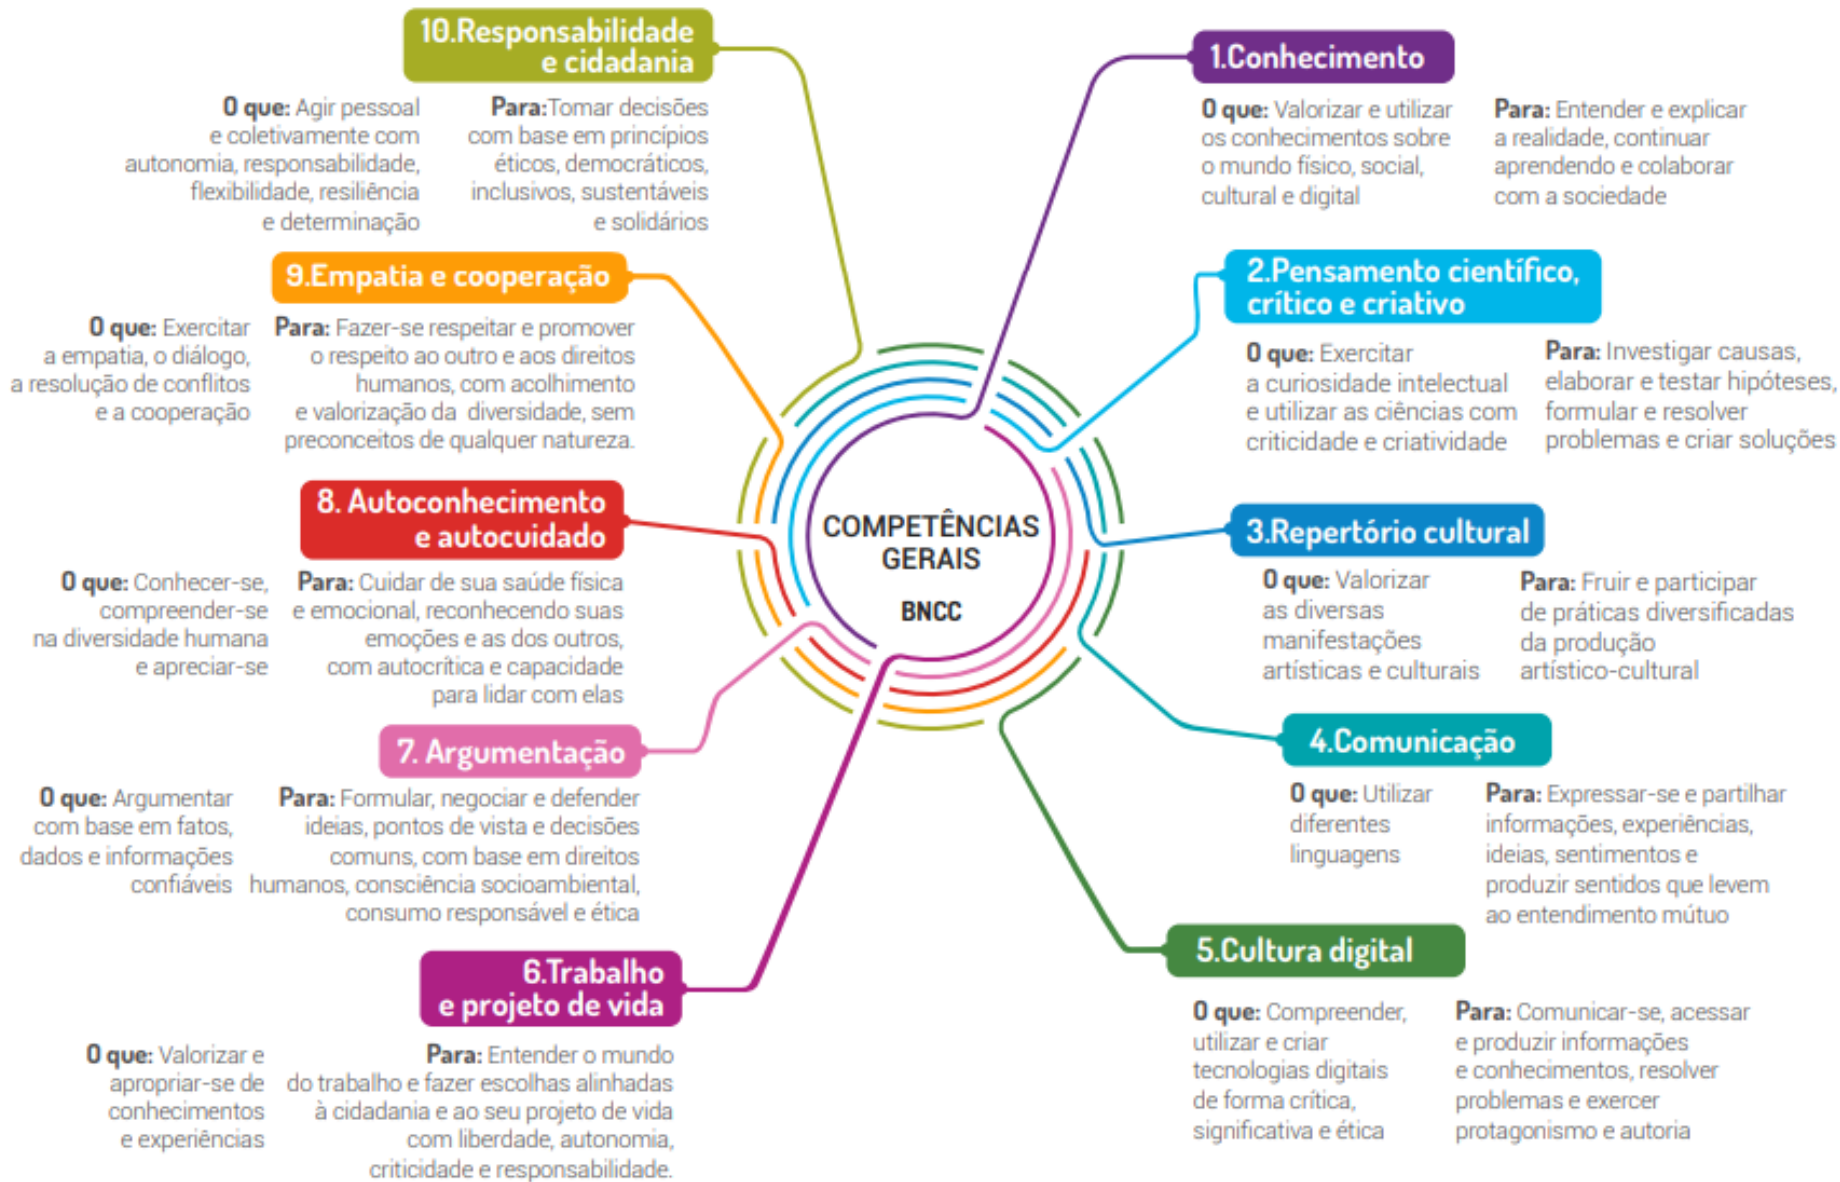 COMPETÊNCIAS
GERAIS
BNCC
1.Conhecimento
O que: Valorizar e utilizar
os conhecimentos sobre
o mundo físico, social,
cultural e digital
Para: Entender e explicar
a realidade, continuar
aprendendo e colaborar
com a sociedade
2.Pensamento científico,
crítico e criativo
O que: Exercitar
a curiosidade intelectual
e utilizar as ciências com
criticidade e criatividade
Para: Investigar causas,
elaborar e testar hipóteses,
formular e resolver
problemas e criar soluções
3.Repertório cultural
O que: Valorizar
as diversas
manifestações
artísticas e culturais
Para: Fruir e participar
de práticas diversificadas
da produção
artístico-cultural
4.Comunicação
O que: Utilizar
diferentes
linguagens
Para: Expressar-se e partilhar
informações, experiências,
ideias, sentimentos e
produzir sentidos que levem
ao entendimento mútuo
5.Cultura digital
O que: Compreender,
utilizar e criar
tecnologias digitais
de forma crítica,
significativa e ética
Para: Comunicar-se, acessar
e produzir informações
e conhecimentos, resolver
problemas e exercer
protagonismo e autoria
6.Trabalho
e projeto de vida
O que: Valorizar e
apropriar-se de
conhecimentos
e experiências
Para: Entender o mundo
do trabalho e fazer escolhas alinhadas
à cidadania e ao seu projeto de vida
com liberdade, autonomia,
criticidade e responsabilidade.
7. Argumentação
O que: Argumentar
com base em fatos,
dados e informações
confiáveis
Para: Formular, negociar e defender
ideias, pontos de vista e decisões
comuns, com base em direitos
humanos, consciência socioambiental,
consumo responsável e ética
8. Autoconhecimento
e autocuidado
O que: Conhecer-se,
compreender-se
na diversidade humana
e apreciar-se
Para: Cuidar de sua saúde física
e emocional, reconhecendo suas
emoções e as dos outros,
com autocrítica e capacidade
para lidar com elas
9.Empatia e cooperação
O que: Exercitar
a empatia, o diálogo,
a resolução de conflitos
e a cooperação
Para: Fazer-se respeitar e promover
o respeito ao outro e aos direitos
humanos, com acolhimento
e valorização da diversidade, sem
preconceitos de qualquer natureza.
10.Responsabilidade
e cidadania
O que: Agir pessoal
e coletivamente com
autonomia, responsabilidade,
flexibilidade, resiliência
e determinação
Para:Tomar decisões
com base em princípios
éticos, democráticos,
inclusivos, sustentáveis
e solidários